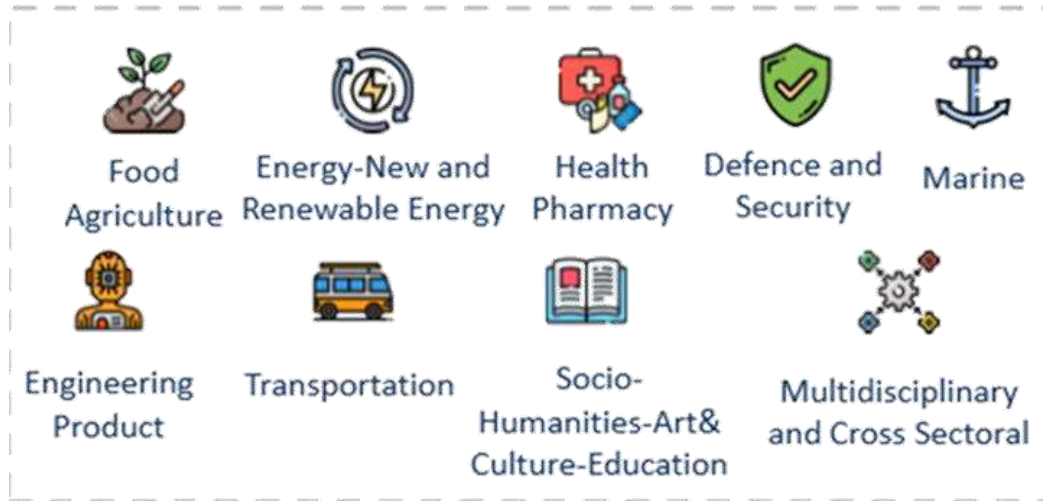 Food
Agriculture
Energy-New and
Renewable Energy
Health
Pharmacy
Defence and
Security
Marine
Engineering
Product
Transportation
Socio-
Humanities-Art&
Culture-Education
Multidisciplinary
and Cross Sectoral